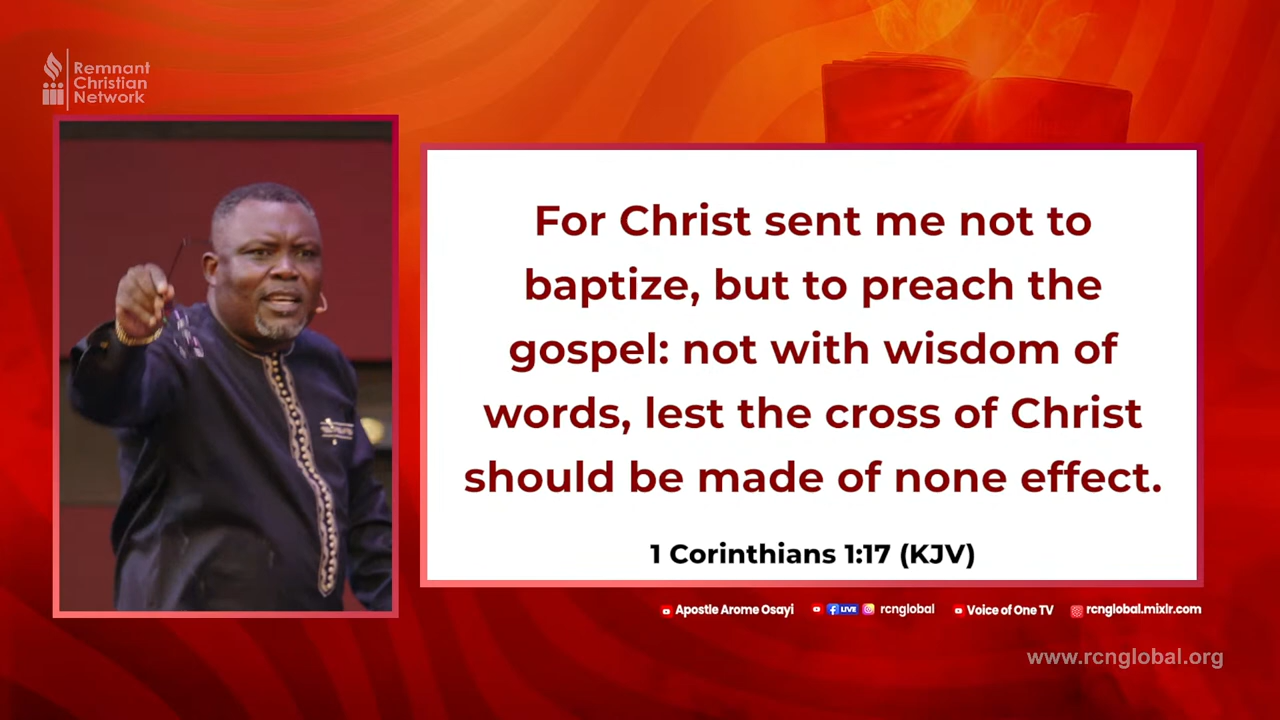 Remnant
Christian
Network
For Christ sent me not to
baptize, but to preach the
gospel: not with wisdom of
words, lest the cross of Christ
should be made of none effect.
1 Corinthians 1:17 (KJV)
Apostle Arome Osayi LIVE rcnglobal Voice of One TV rcnglobal.mixlr.com
www.rcnglobal.org